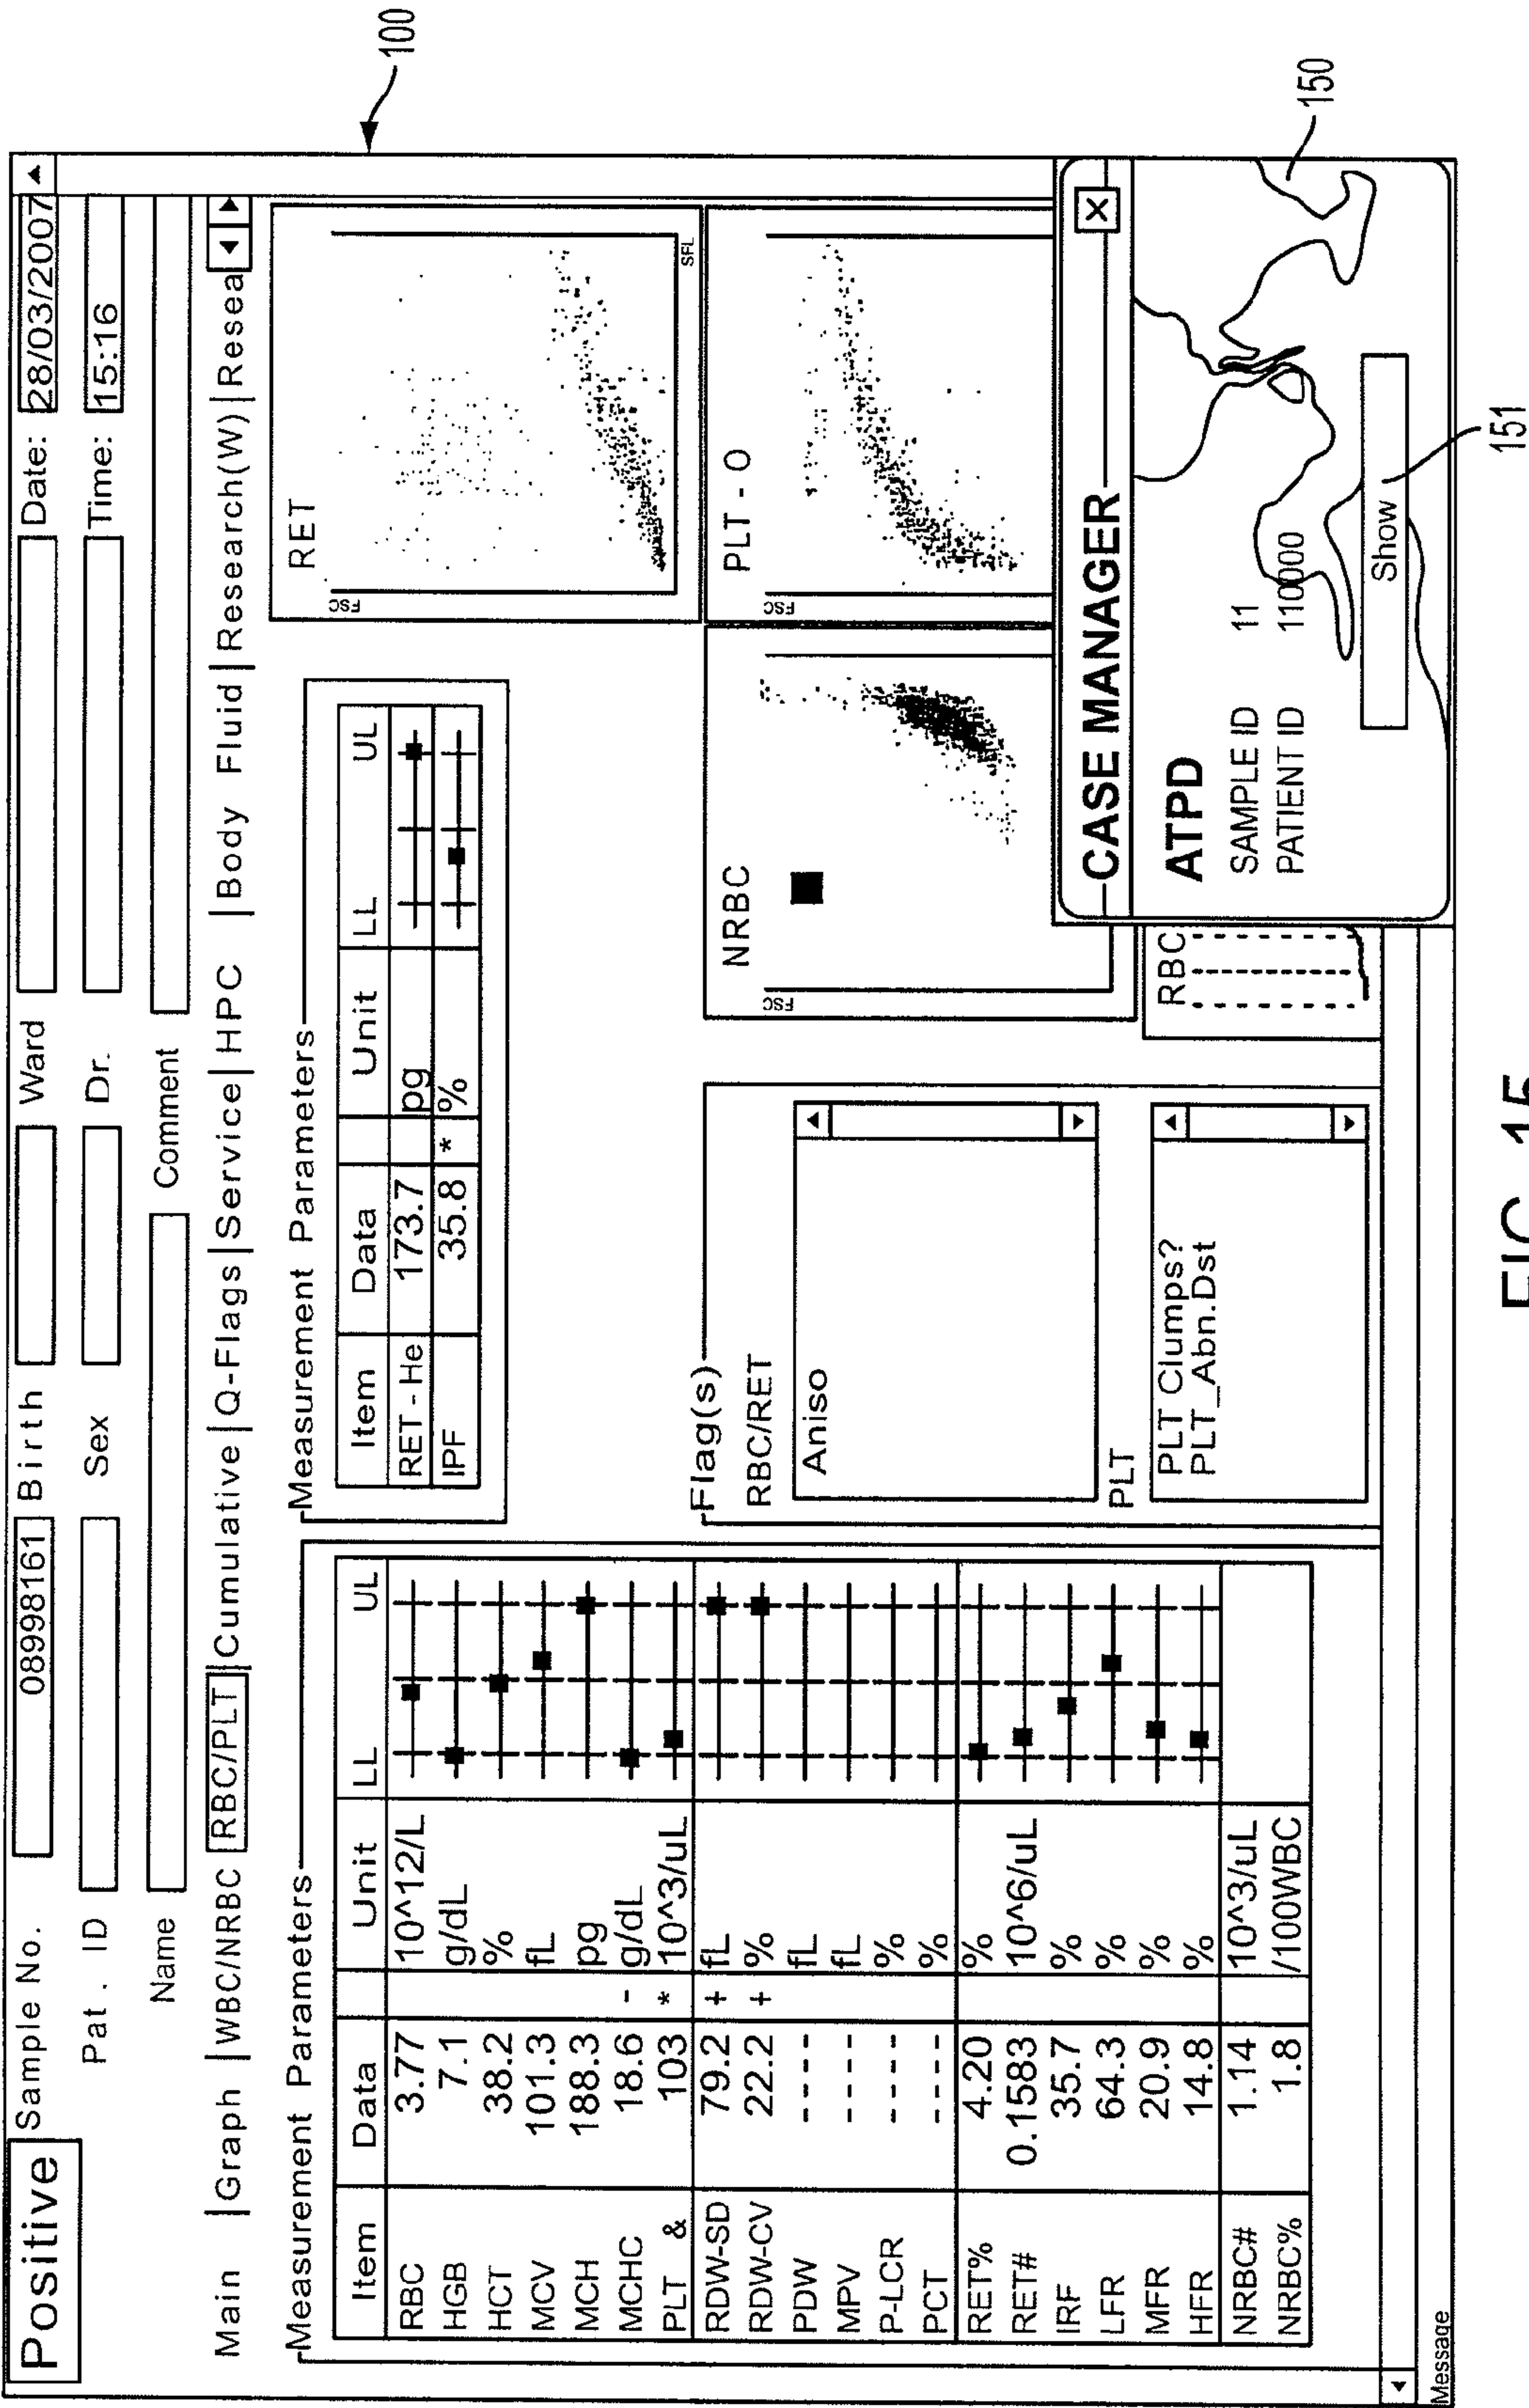 Positive Sample No. 08998161 Birth Ward Date: 28/03/2007
Pat. ID Sex Dr. Time: 15:16
Name Comment
Main |Graph |WBC/NRBC |RBC/PLT |Cumulative|Q-Flags|Service|HPC |Body Fluid|Research(W)|Resea
100
Measurement Parameters
Item Data Unit LL UL
RBC 3.77 10^12/L
HGB 7.1 g/dL
HCT 38.2 %
MCV 101.3 fL
MCH 188.3 pg
MCHC 18.6 - g/dL
PLT & 103 * 10^3/uL
RDW-SD 79.2 + fL
RDW-CV 22.2 + %
PDW ---- fL
MPV ---- fL
P-LCR ---- %
PCT ---- %
RET% 4.20 %
RET# 0.1583 10^6/uL
IRF 35.7 %
LFR 64.3 %
MFR 20.9 %
HFR 14.8 %
NRBC# 1.14 10^3/uL
NRBC% 1.8 /100WBC
Measurement Parameters
Item Data Unit LL UL
RET-He 173.7 pg
IPF 35.8 * %
Flag(s)
RBC/RET
Aniso
PLT
PLT Clumps?
PLT_Abn.Dst
RET
FSC
SFL
NRBC
FSC
PLT-O
FSC
RBC
CASE MANAGER X
ATPD
SAMPLE ID 11
PATIENT ID 110000
Show
150
151
Message
FIG. 15